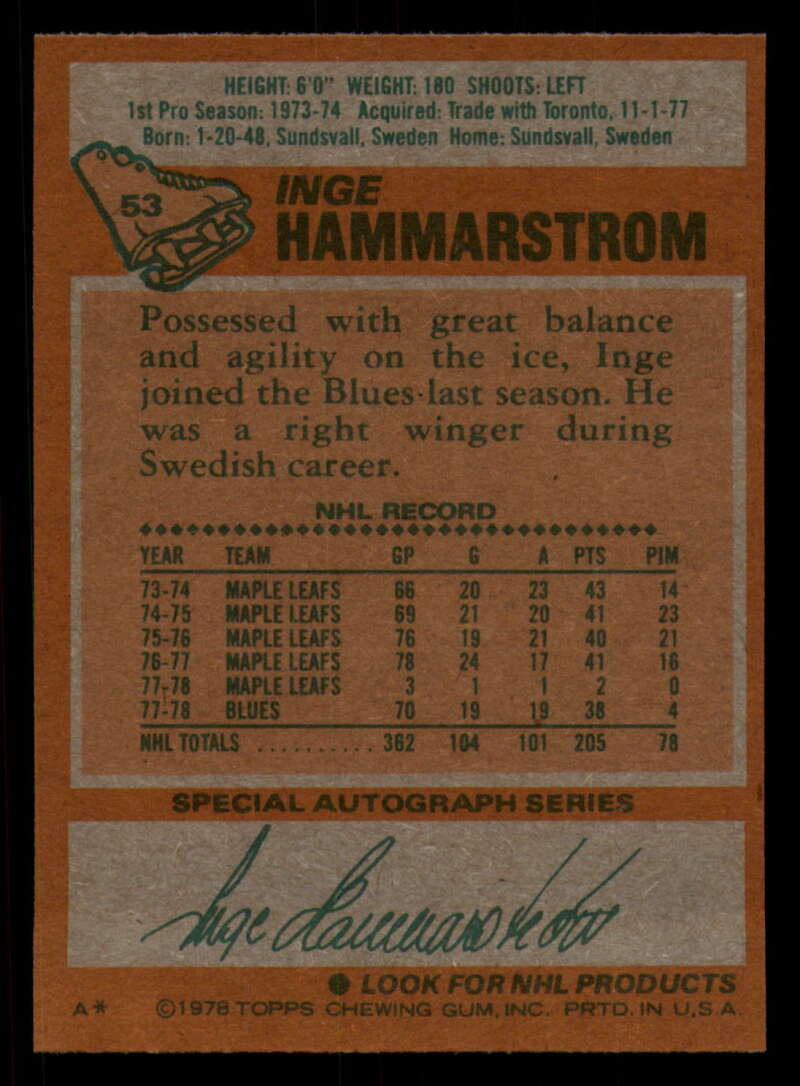 HEIGHT: 6'0" WEIGHT: 180 SHOOTS: LEFT
1st Pro Season: 1973-74 Acquired: Trade with Toronto, 11-1-77
Born: 1-20-48, Sundsvall, Sweden Home: Sundsvall, Sweden
53
INGE
HAMMARSTROM
Possessed with great balance
and agility on the ice, Inge
joined the Blues last season. He
was a right winger during
Swedish career.
NHL RECORD
YEAR TEAM GP G A PTS PIM
73-74 MAPLE LEAFS 66 20 23 43 14
74-75 MAPLE LEAFS 69 21 20 41 23
75-76 MAPLE LEAFS 76 19 21 40 21
76-77 MAPLE LEAFS 78 24 17 41 16
77-78 MAPLE LEAFS 3 1 1 2 0
77-78 BLUES 70 19 19 38 4
NHL TOTALS .......... 362 104 101 205 78
SPECIAL AUTOGRAPH SERIES
Inge Hammarström
● LOOK FOR NHL PRODUCTS
A* ©1978 TOPPS CHEWING GUM, INC. PRTD. IN U.S.A.